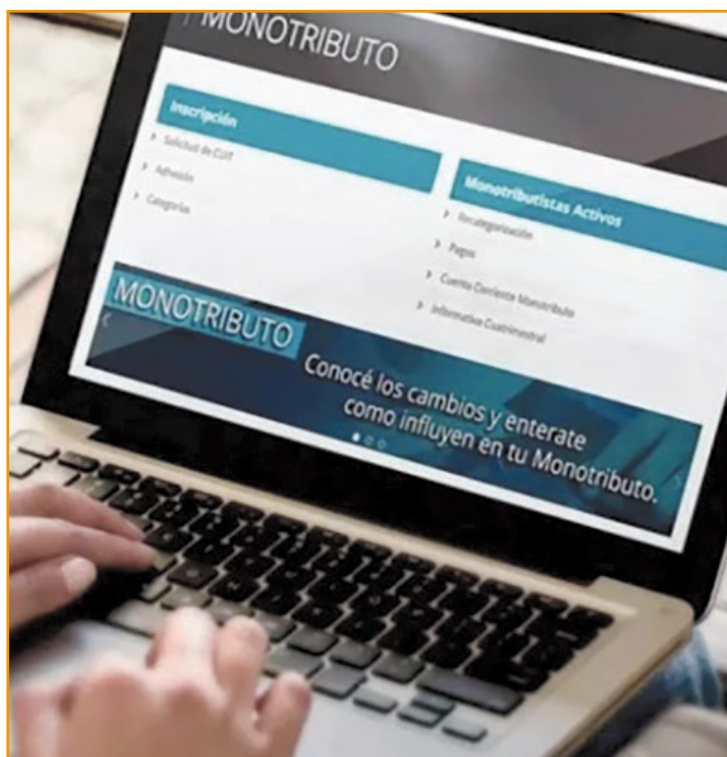 MONOTRIBUTO
Inscripción
Solicitud de CUIT
Adhesión
Categorías
Monotributistas Activos
Recategorización
Pagos
Cuenta Corriente Monotributo
Informativa Cuatrimestral
MONOTRIBUTO
Conocé los cambios y enterate
como influyen en tu Monotributo.